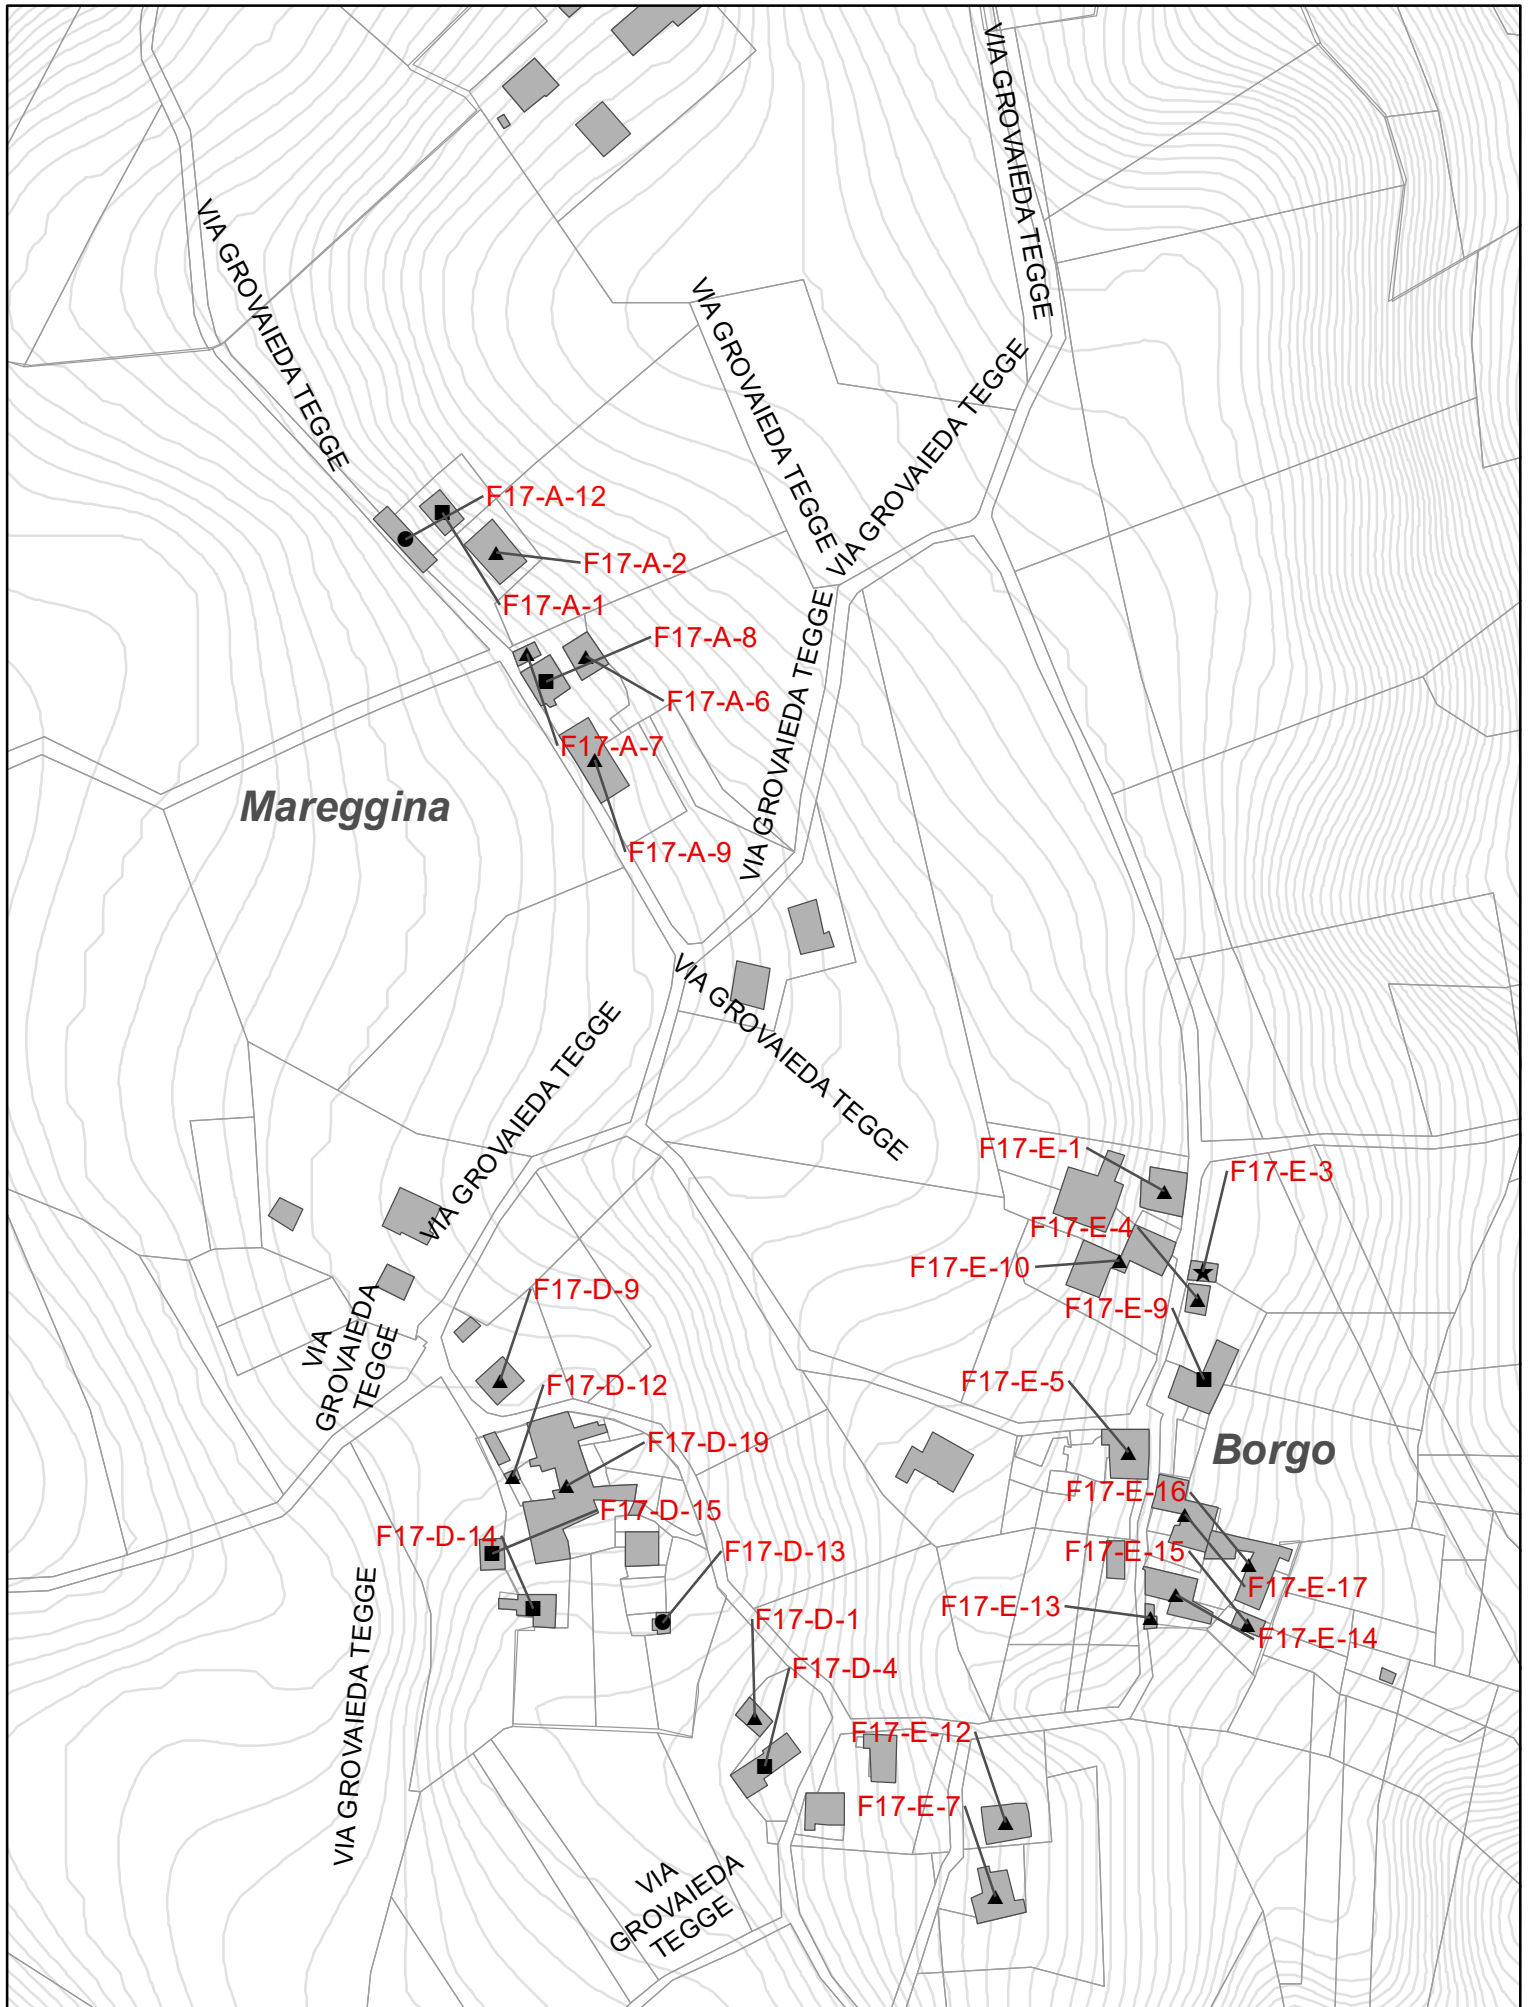 VIA GROVAIEDA TEGGE
VIA GROVAIEDA TEGGE
VIA GROVAIEDA TEGGE
VIA GROVAIEDA TEGGE
F17-A-12
F17-A-2
F17-A-1
F17-A-8
F17-A-6
F17-A-7
VIA GROVAIEDA TEGGE
Mareggina
F17-A-9
VIA GROVAIEDA TEGGE
VIA GROVAIEDA TEGGE
F17-E-1
F17-E-3
F17-E-4
F17-E-10
F17-E-9
F17-D-9
VIA
GROVAIEDA
TEGGE
F17-D-12
F17-E-5
F17-D-19
Borgo
F17-E-16
F17-D-15
F17-D-14
F17-D-13
F17-E-15
F17-E-17
F17-E-13
F17-D-1
F17-E-14
F17-D-4
VIA GROVAIEDA TEGGE
F17-E-12
F17-E-7
VIA
GROVAIEDA
TEGGE